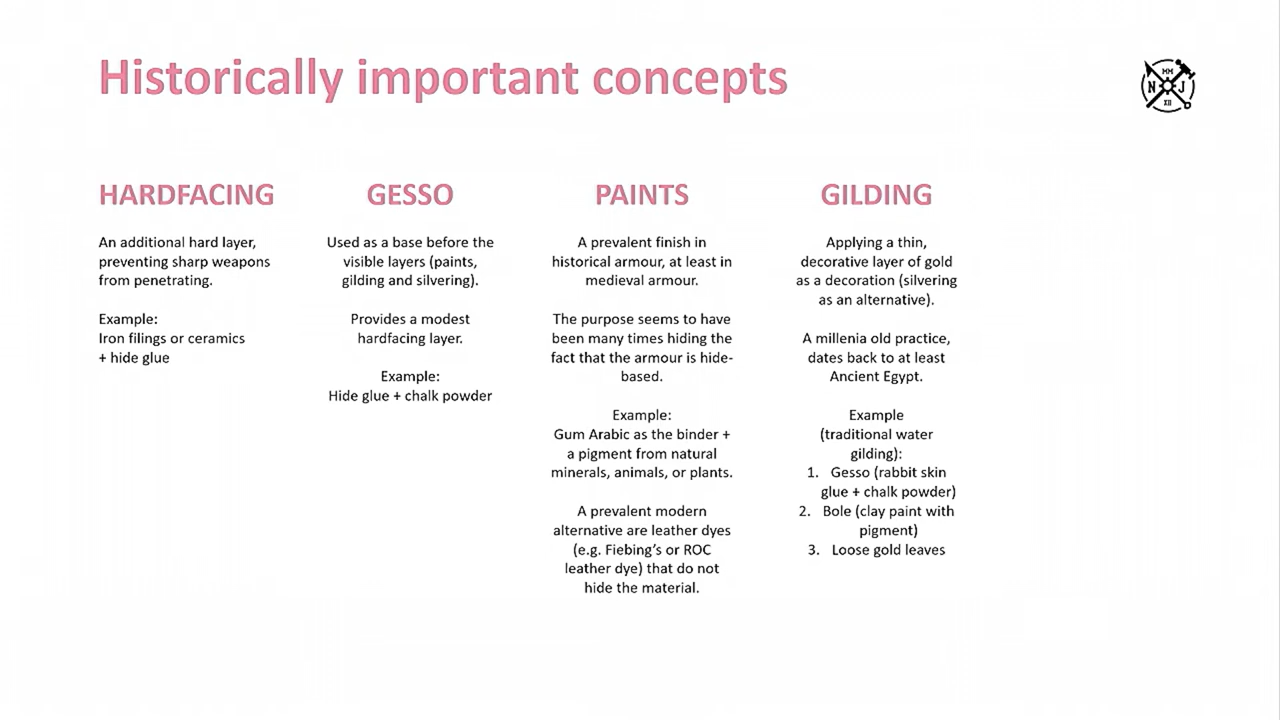 Historically important concepts
MM
N J
XII
HARDFACING
An additional hard layer,
preventing sharp weapons
from penetrating.
Example:
Iron filings or ceramics
+ hide glue
GESSO
Used as a base before the
visible layers (paints,
gilding and silvering).
Provides a modest
hardfacing layer.
Example:
Hide glue + chalk powder
PAINTS
A prevalent finish in
historical armour, at least in
medieval armour.
The purpose seems to have
been many times hiding the
fact that the armour is hide-
based.
Example:
Gum Arabic as the binder +
a pigment from natural
minerals, animals, or plants.
A prevalent modern
alternative are leather dyes
(e.g. Fiebing's or ROC
leather dye) that do not
hide the material.
GILDING
Applying a thin,
decorative layer of gold
as a decoration (silvering
as an alternative).
A millenia old practice,
dates back to at least
Ancient Egypt.
Example
(traditional water
gilding):
1. Gesso (rabbit skin
glue + chalk powder)
2. Bole (clay paint with
pigment)
3. Loose gold leaves